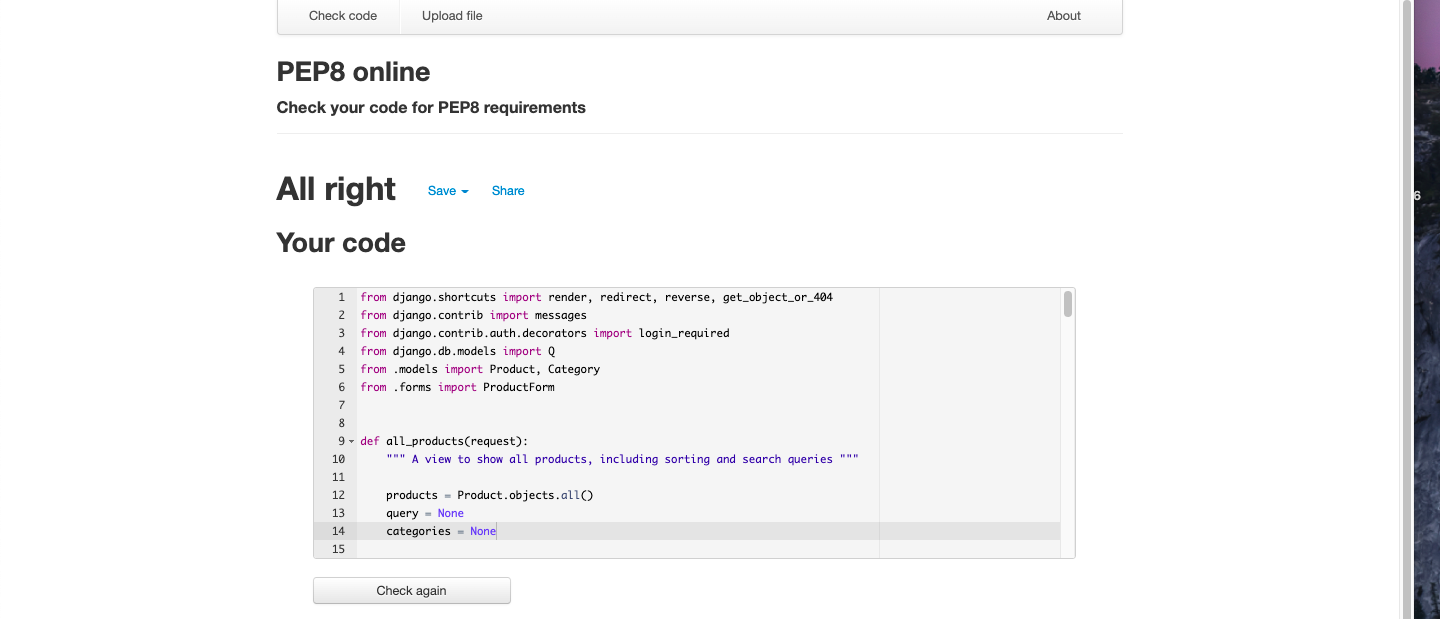 Check code Upload file About
PEP8 online
Check your code for PEP8 requirements
All right Save Share
6
Your code
1 from django.shortcuts import render, redirect, reverse, get_object_or_404
2 from django.contrib import messages
3 from django.contrib.auth.decorators import login_required
4 from django.db.models import Q
5 from .models import Product, Category
6 from .forms import ProductForm
7
8
9 def all_products(request):
10     """ A view to show all products, including sorting and search queries """
11
12     products = Product.objects.all()
13     query = None
14     categories = None
15
Check again